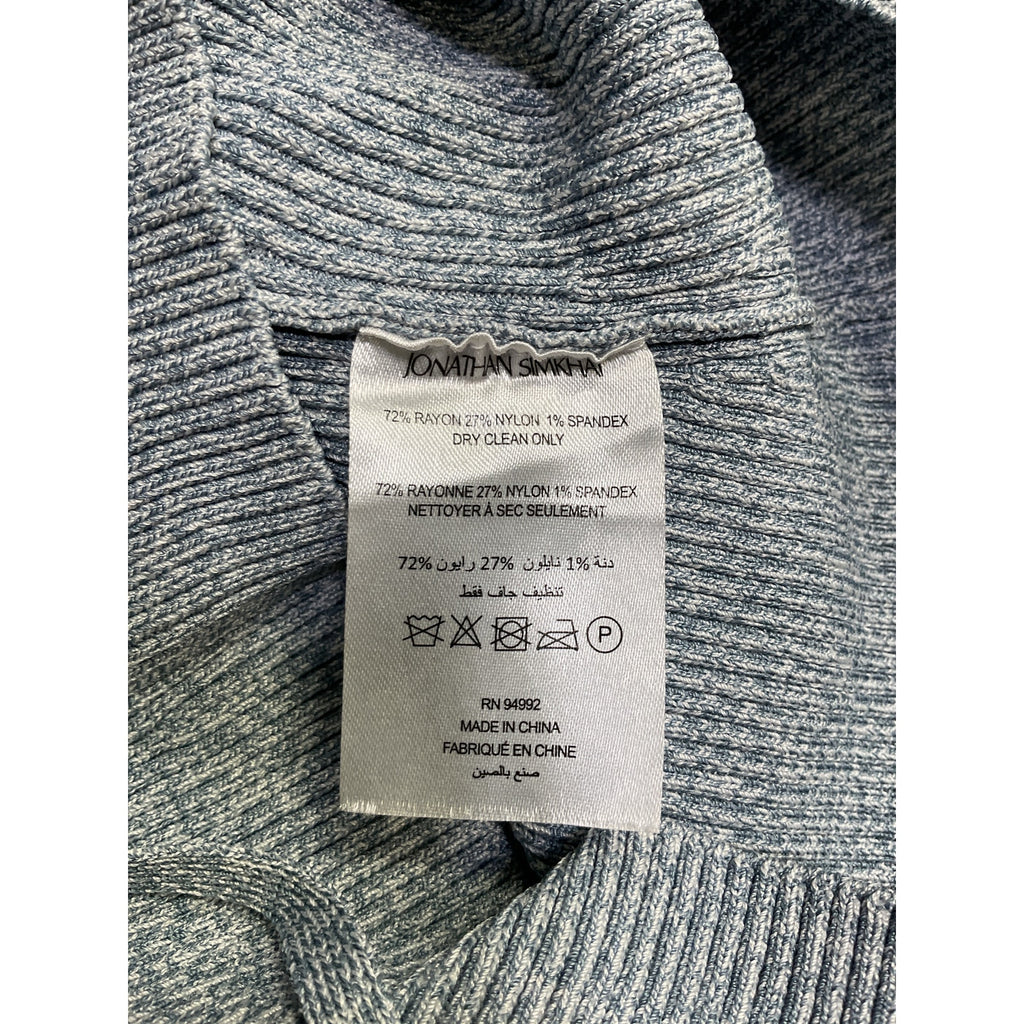 JONATHAN SIMKHAI
72% RAYON 27% NYLON 1% SPANDEX
DRY CLEAN ONLY
72% RAYONNE 27% NYLON 1% SPANDEX
NETTOYER À SEC SEULEMENT
72% رايون 27% نايلون 1% دنة
تنظيف جاف فقط
P
RN 94992
MADE IN CHINA
FABRIQUÉ EN CHINE
صنع بالصين